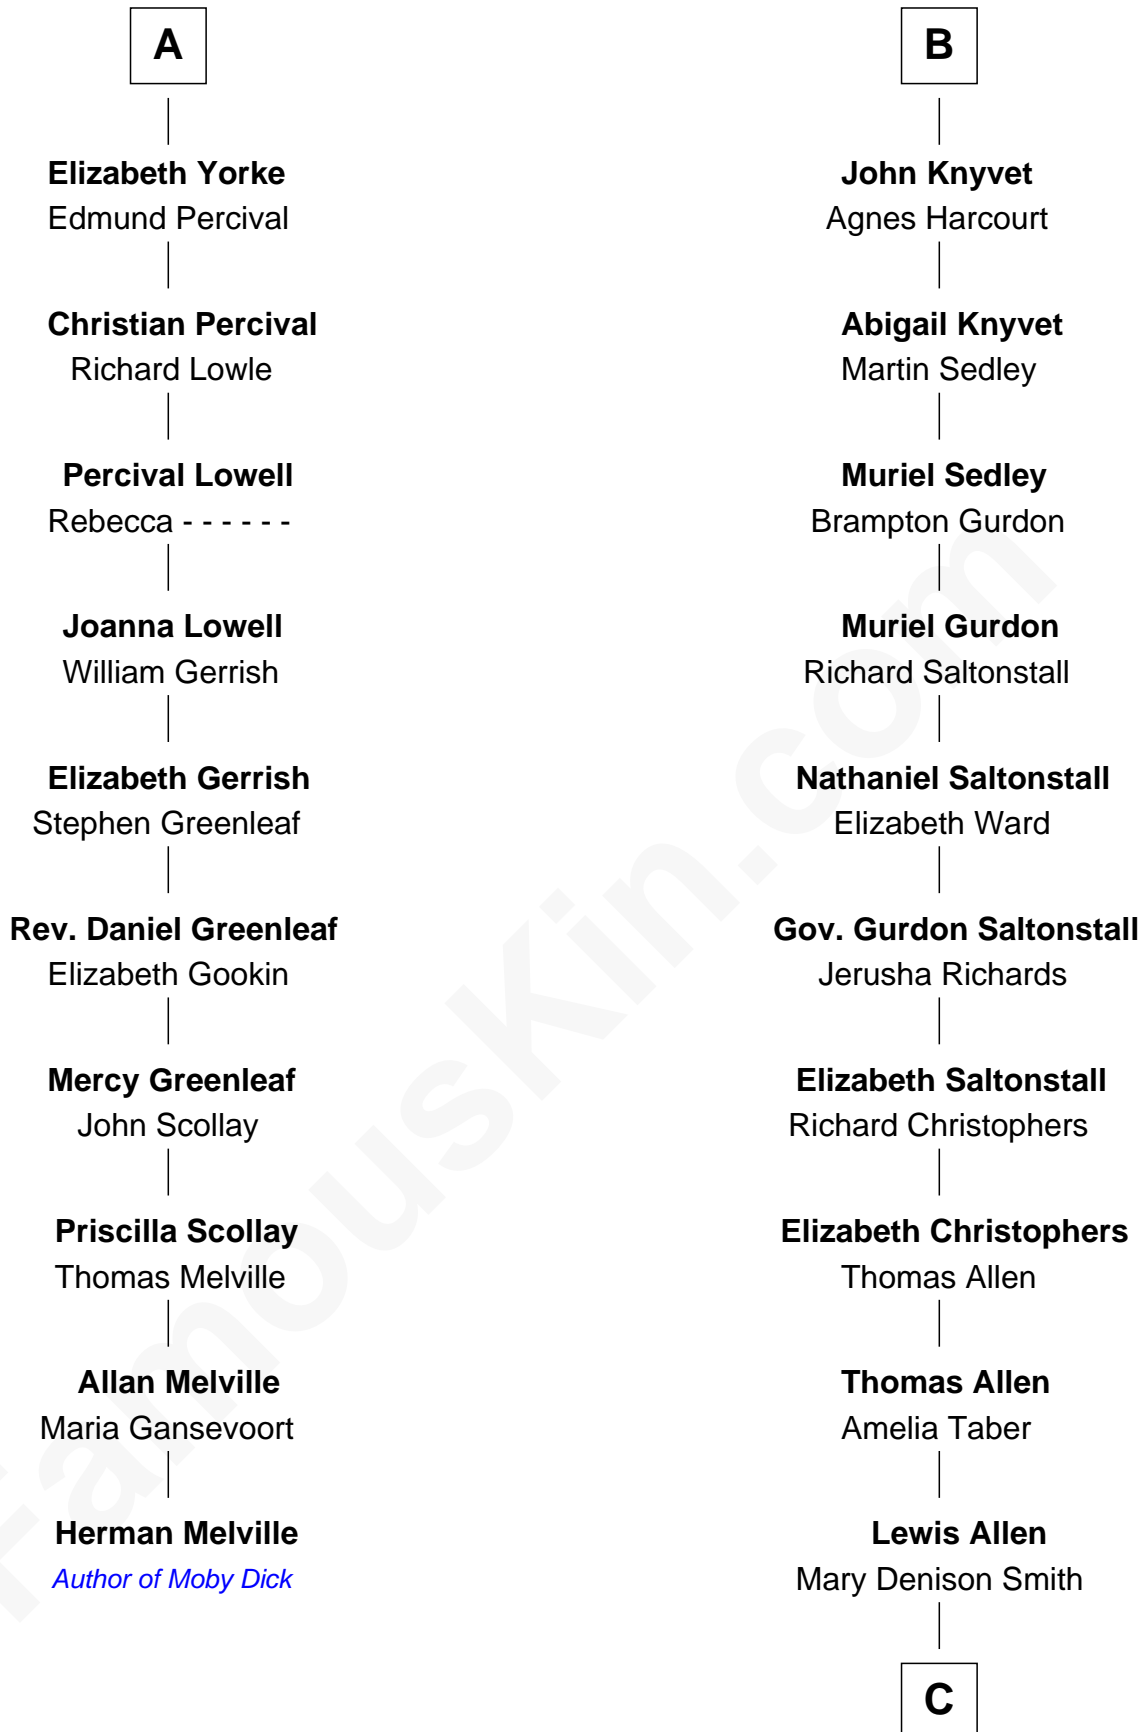 A
Elizabeth Yorke
Edmund Percival
Christian Percival
Richard Lowle
Percival Lowell
Rebecca - - - - - -
Joanna Lowell
William Gerrish
Elizabeth Gerrish
Stephen Greenleaf
Rev. Daniel Greenleaf
Elizabeth Gookin
Mercy Greenleaf
John Scollay
Priscilla Scollay
Thomas Melville
Allan Melville
Maria Gansevoort
Herman Melville
Author of Moby Dick
B
John Knyvet
Agnes Harcourt
Abigail Knyvet
Martin Sedley
Muriel Sedley
Brampton Gurdon
Muriel Gurdon
Richard Saltonstall
Nathaniel Saltonstall
Elizabeth Ward
Gov. Gurdon Saltonstall
Jerusha Richards
Elizabeth Saltonstall
Richard Christophers
Elizabeth Christophers
Thomas Allen
Thomas Allen
Amelia Taber
Lewis Allen
Mary Denison Smith
C
FamousKin.com